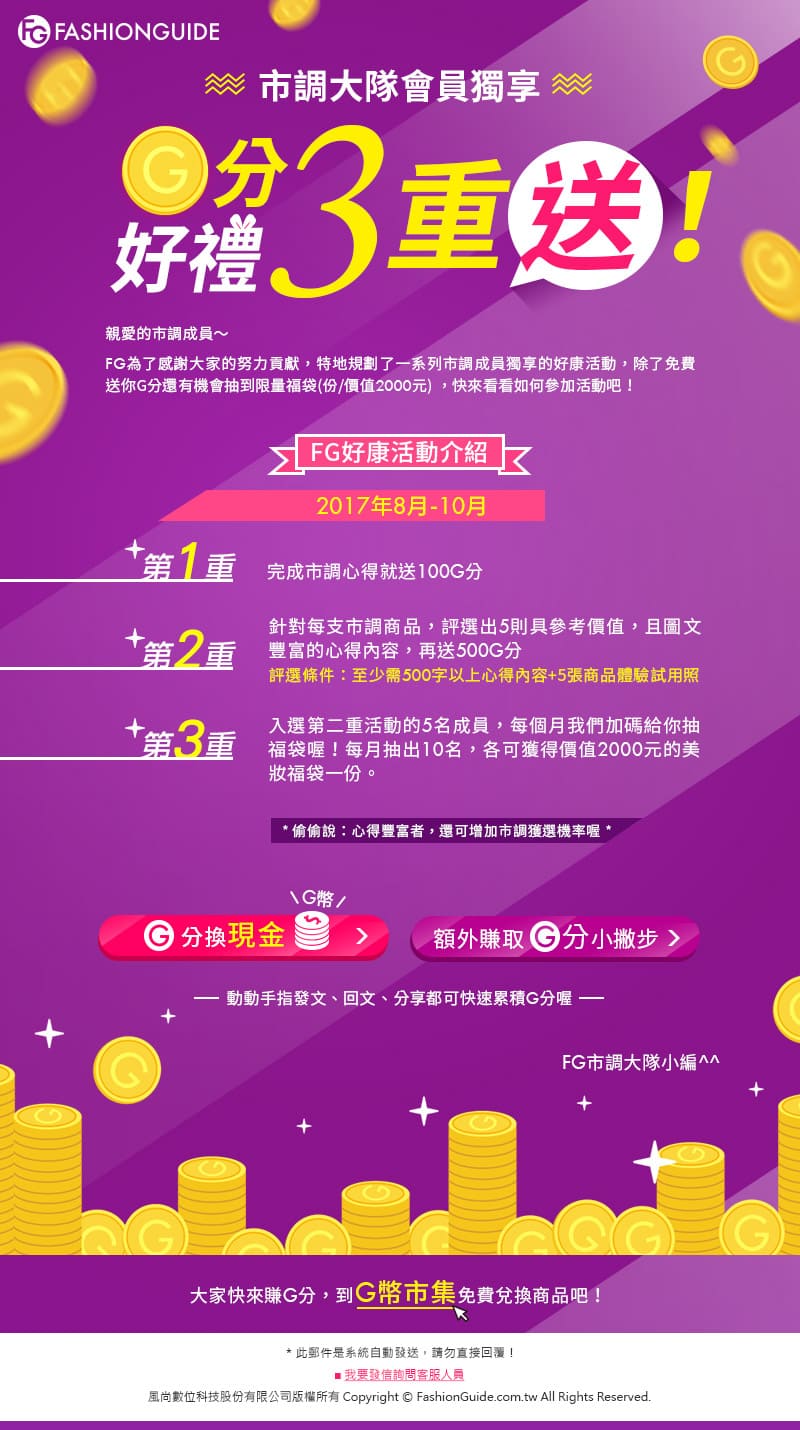 FG FASHIONGUIDE
市調大隊會員獨享
G分
好禮3重送!
親愛的市調成員～
FG為了感謝大家的努力貢獻，特地規劃了一系列市調成員獨享的好康活動，除了免費
送你G分還有機會抽到限量福袋(份/價值2000元) ，快來看看如何參加活動吧！
FG好康活動介紹
2017年8月-10月
第1重
完成市調心得就送100G分
第2重
針對每支市調商品，評選出5則具參考價值，且圖文
豐富的心得內容，再送500G分
評選條件：至少需500字以上心得內容+5張商品體驗試用照
第3重
入選第二重活動的5名成員，每個月我們加碼給你抽
福袋喔！每月抽出10名，各可獲得價值2000元的美
妝福袋一份。
* 偷偷說：心得豐富者，還可增加市調獲選機率喔 *
\G幣/
G 分換現金 $ >
額外賺取G分小撇步 >
— 動動手指發文、回文、分享都可快速累積G分喔 —
FG市調大隊小編^^
大家快來賺G分，到G幣市集免費兌換商品吧！
* 此郵件是系統自動發送，請勿直接回覆！
■ 我要發信詢問客服人員
風尚數位科技股份有限公司版權所有 Copyright © FashionGuide.com.tw All Rights Reserved.